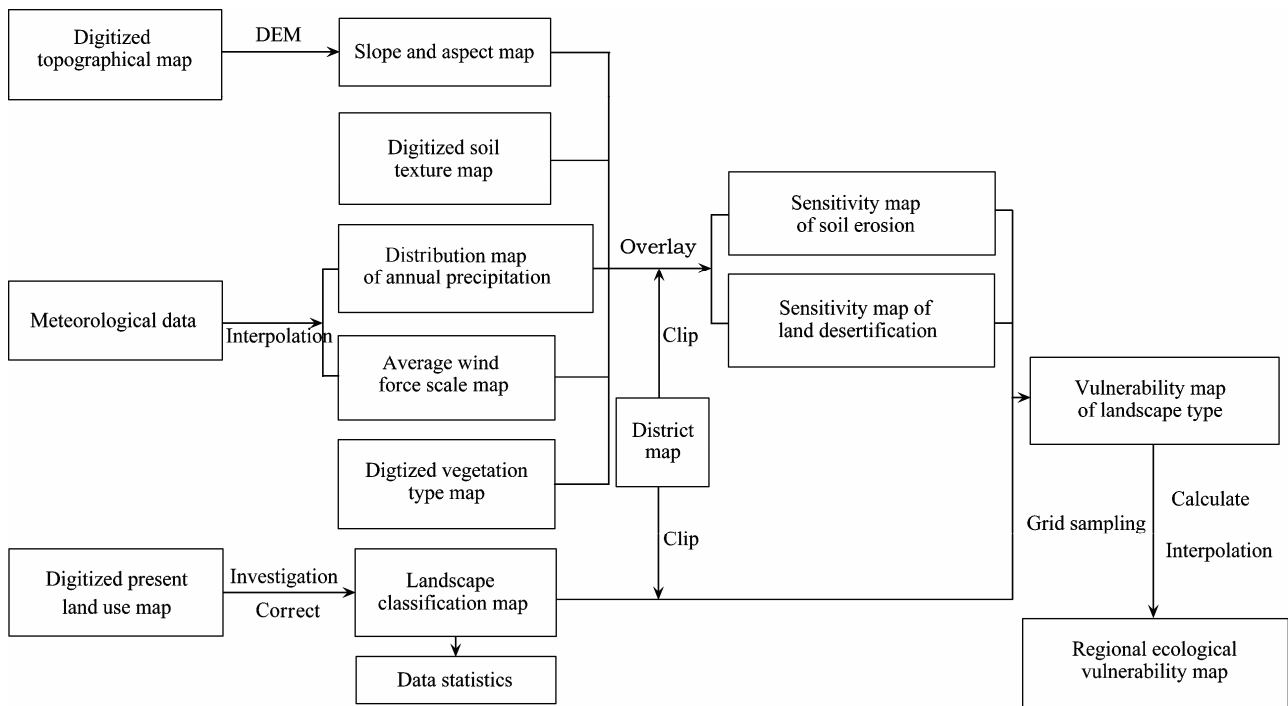 Digitized
topographical map
DEM
Slope and aspect map
Digitized soil
texture map
Meteorological data
Interpolation
Distribution map
of annual precipitation
Average wind
force scale map
Digtized vegetation
type map
Overlay
Clip
District
map
Clip
Sensitivity map
of soil erosion
Sensitivity map of
land desertification
Vulnerability map
of landscape type
Grid sampling
Calculate
Interpolation
Regional ecological
vulnerability map
Digitized present
land use map
Investigation
Correct
Landscape
classification map
Data statistics